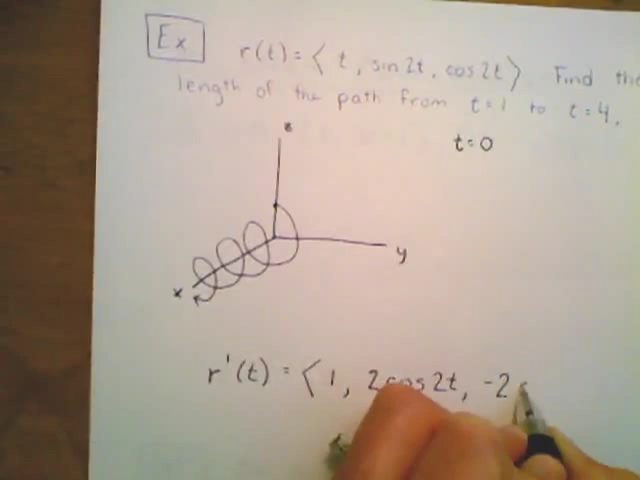 Ex r(t) = ⟨ t, sin 2t, cos 2t ⟩ Find the
length of the path from t=1 to t=4.
t=0
z
y
x
r'(t) = ⟨ 1, 2cos 2t, -2